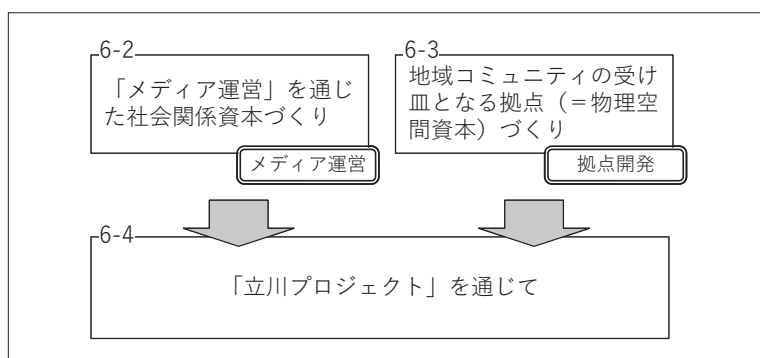 6-2
「メディア運営」を通じ
た社会関係資本づくり
メディア運営
6-3
地域コミュニティの受け
皿となる拠点（＝物理空
間資本）づくり
拠点開発
6-4
「立川プロジェクト」を通じて